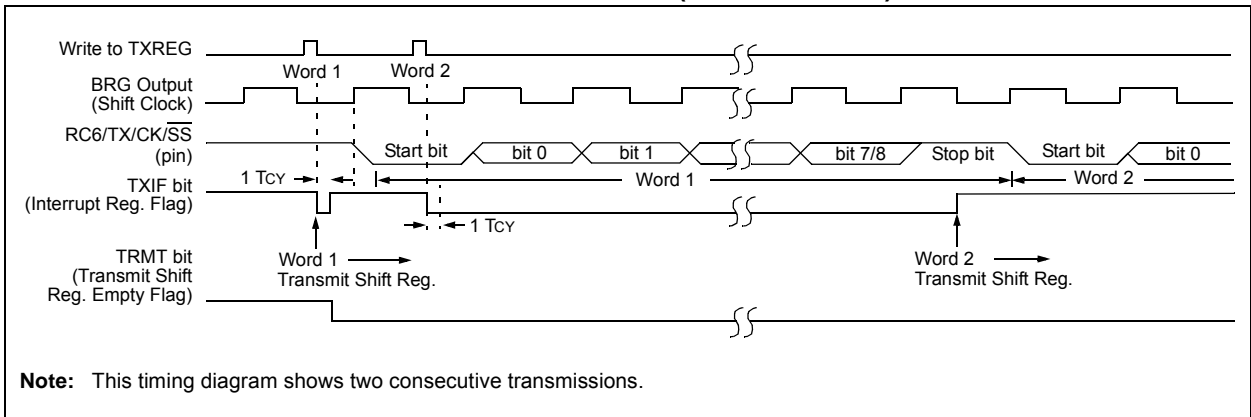 Write to TXREG
Word 1 Word 2
BRG Output
(Shift Clock)
RC6/TX/CK/SS
(pin)
Start bit bit 0 bit 1 bit 7/8 Stop bit Start bit bit 0
1 TCY Word 1 Word 2
TXIF bit
(Interrupt Reg. Flag)
1 TCY
TRMT bit
(Transmit Shift
Reg. Empty Flag)
Word 1
Transmit Shift Reg.
Word 2
Transmit Shift Reg.
Note: This timing diagram shows two consecutive transmissions.